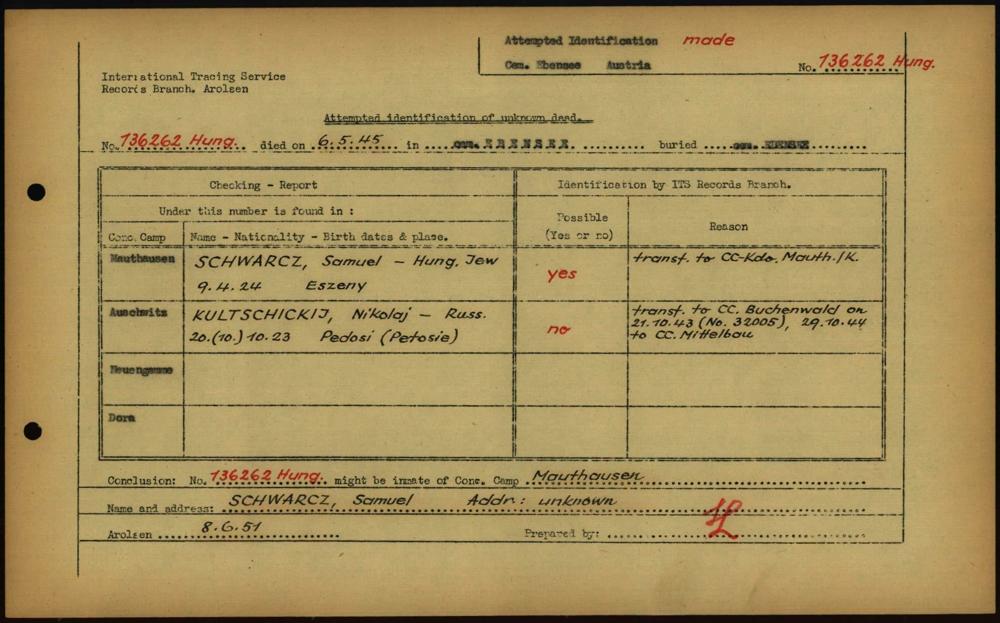 Attempted Identification made
Cem. Ebensee Austria
No. 136262 Hung.
International Tracing Service
Records Branch. Arolsen
Attempted identification of unknown dead.
No. 136262 Hung. died on 6.5.45 in cem. EBENSEE buried cem. EBENSEE
Checking - Report
Identification by ITS Records Branch.
Under this number is found in :
Possible
(Yes or no)
Reason
Conc. Camp
Name - Nationality - Birth dates & place.
Mauthausen
SCHWARCZ, Samuel - Hung. Jew
9.4.24 Eszeny
yes
transf. to CC-Kdo. Mauth./K.
Auschwitz
KULTSCHICKIJ, Nikolaj - Russ.
20.(10.) 10.23 Pedosi (Petosie)
no
transf. to CC. Buchenwald on
21.10.43 (No. 32005), 29.10.44
to CC. Mittelbau
Neuengamme
Dora
Conclusion: No. 136262 Hung. might be inmate of Conc. Camp Mauthausen
Name and address: SCHWARCZ, Samuel Addr.: unknown
Arolsen 8.6.51
Prepared by: